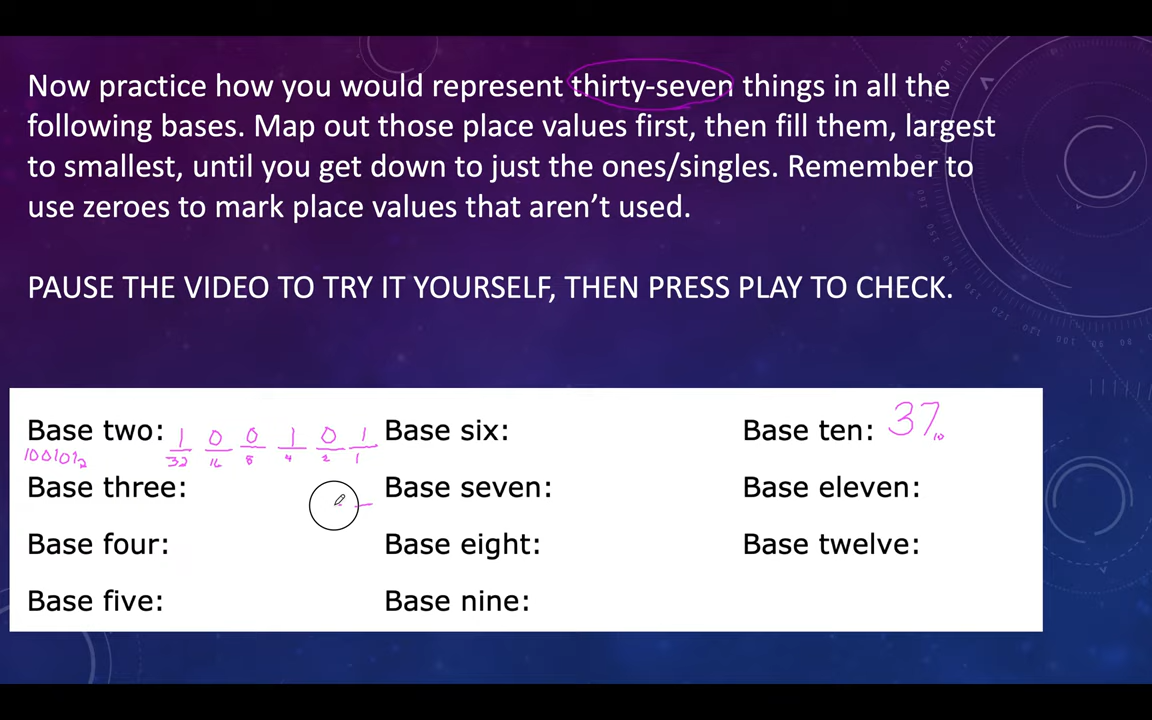 Now practice how you would represent thirty-seven things in all the
following bases. Map out those place values first, then fill them, largest
to smallest, until you get down to just the ones/singles. Remember to
use zeroes to mark place values that aren't used.
PAUSE THE VIDEO TO TRY IT YOURSELF, THEN PRESS PLAY TO CHECK.
Base two: 1 0 0 1 0 1
32 16 8 4 2 1
100101₂
Base three:
Base four:
Base five:
Base six:
Base seven:
Base eight:
Base nine:
Base ten: 37₁₀
Base eleven:
Base twelve: